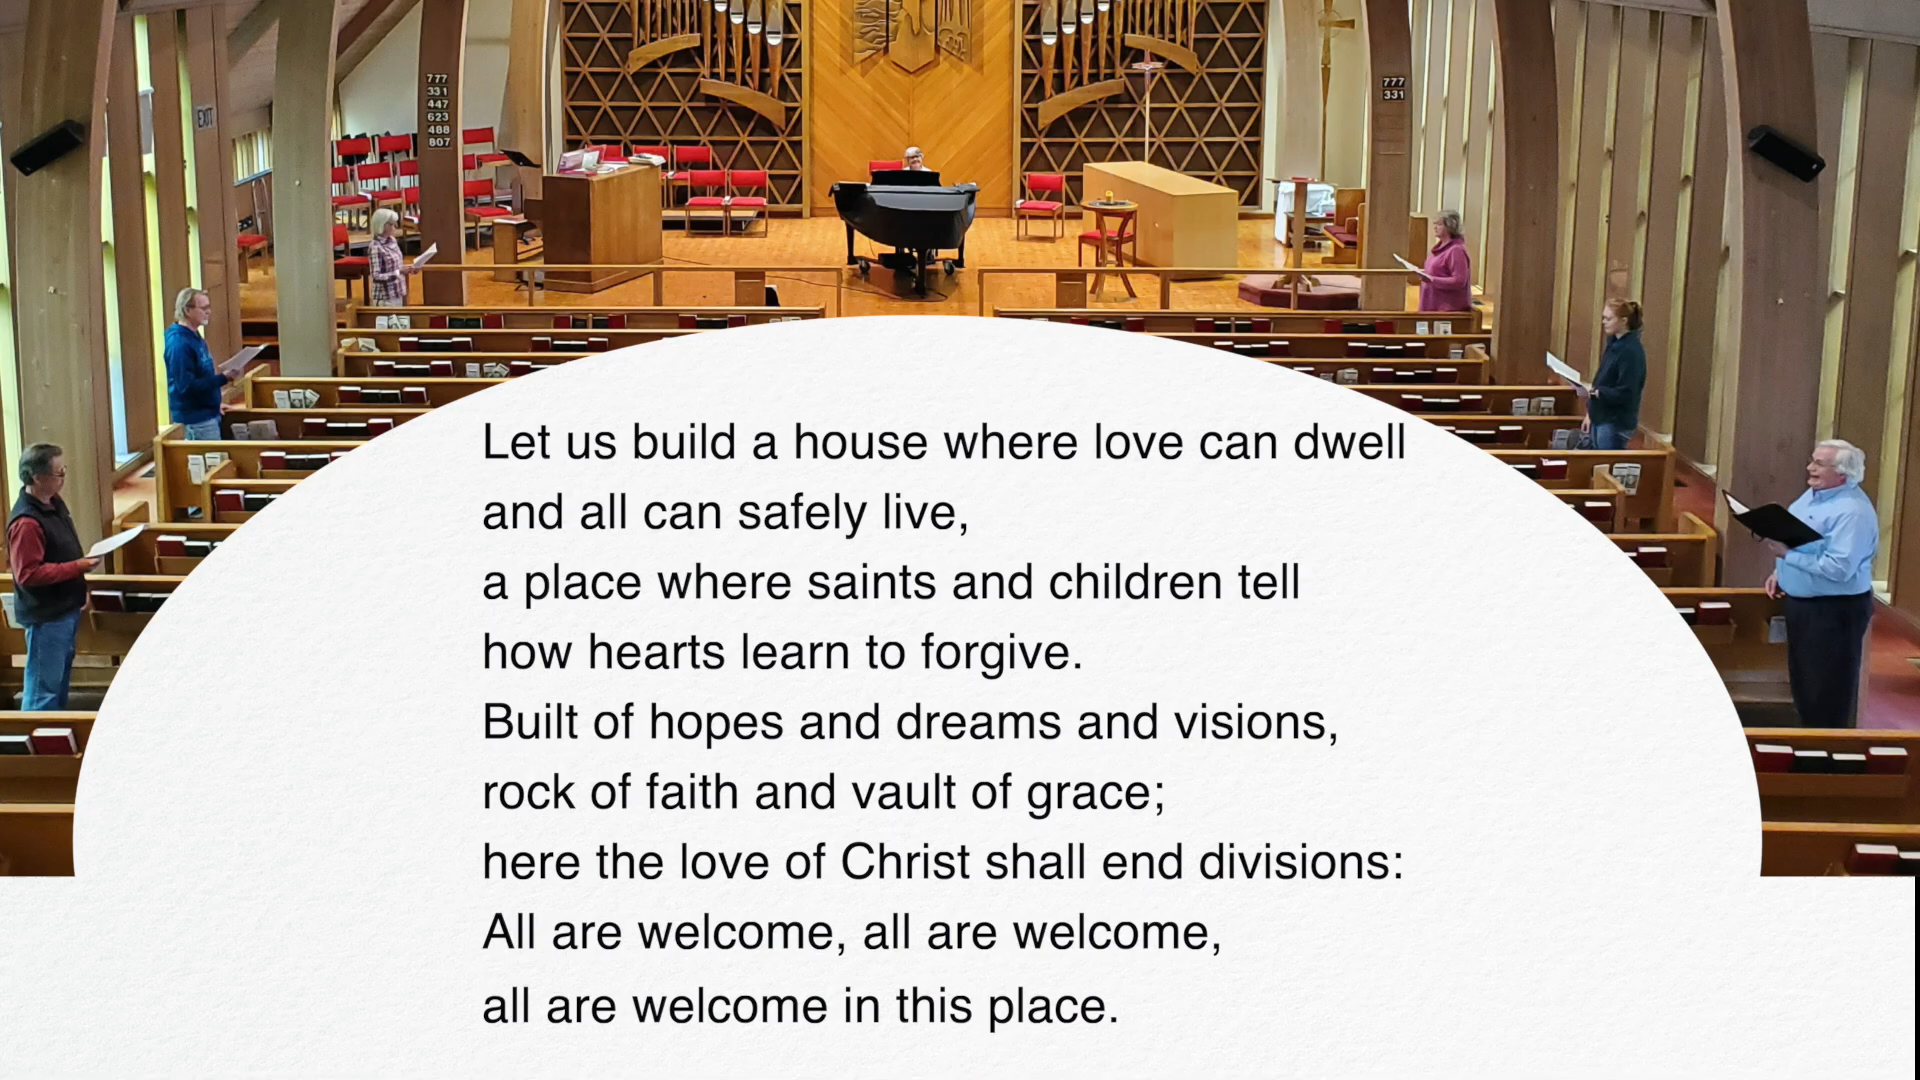 777
331
447
623
488
807
777
331
EXIT
Let us build a house where love can dwell
and all can safely live,
a place where saints and children tell
how hearts learn to forgive.
Built of hopes and dreams and visions,
rock of faith and vault of grace;
here the love of Christ shall end divisions:
All are welcome, all are welcome,
all are welcome in this place.